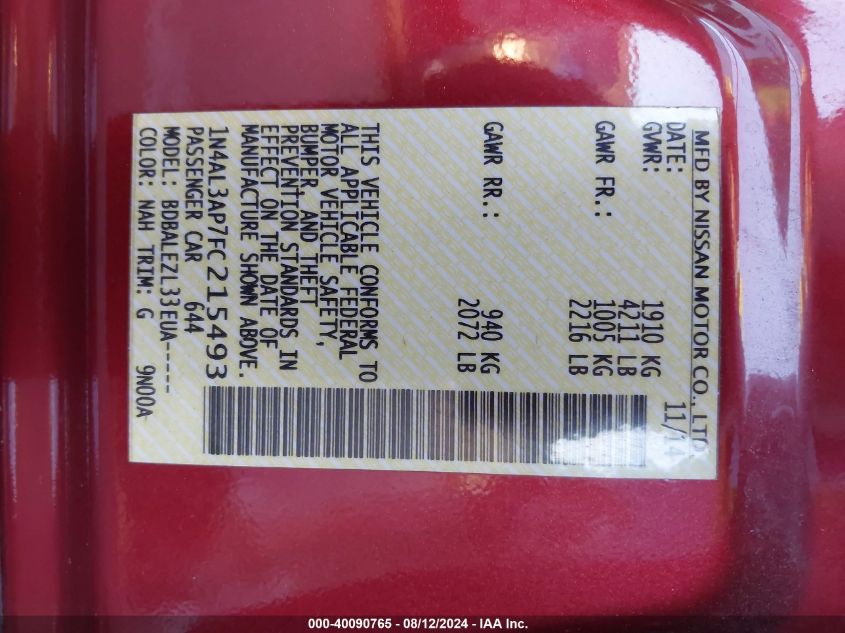 MFD BY NISSAN MOTOR CO., LTD
DATE: 11/14
GVWR: 1910 KG
4211 LB
GAWR FR.: 1005 KG
2216 LB
GAWR RR.: 940 KG
2072 LB
THIS VEHICLE CONFORMS TO
ALL APPLICABLE FEDERAL
MOTOR VEHICLE SAFETY,
BUMPER, AND THEFT
PREVENTION STANDARDS IN
EFFECT ON THE DATE OF
MANUFACTURE SHOWN ABOVE.
1N4AL3AP7FC215493
PASSENGER CAR 644
MODEL: BDBALEZL33EUA-----
COLOR: NAH TRIM: G 9N00A
000-40090765 - 08/12/2024 - IAA Inc.